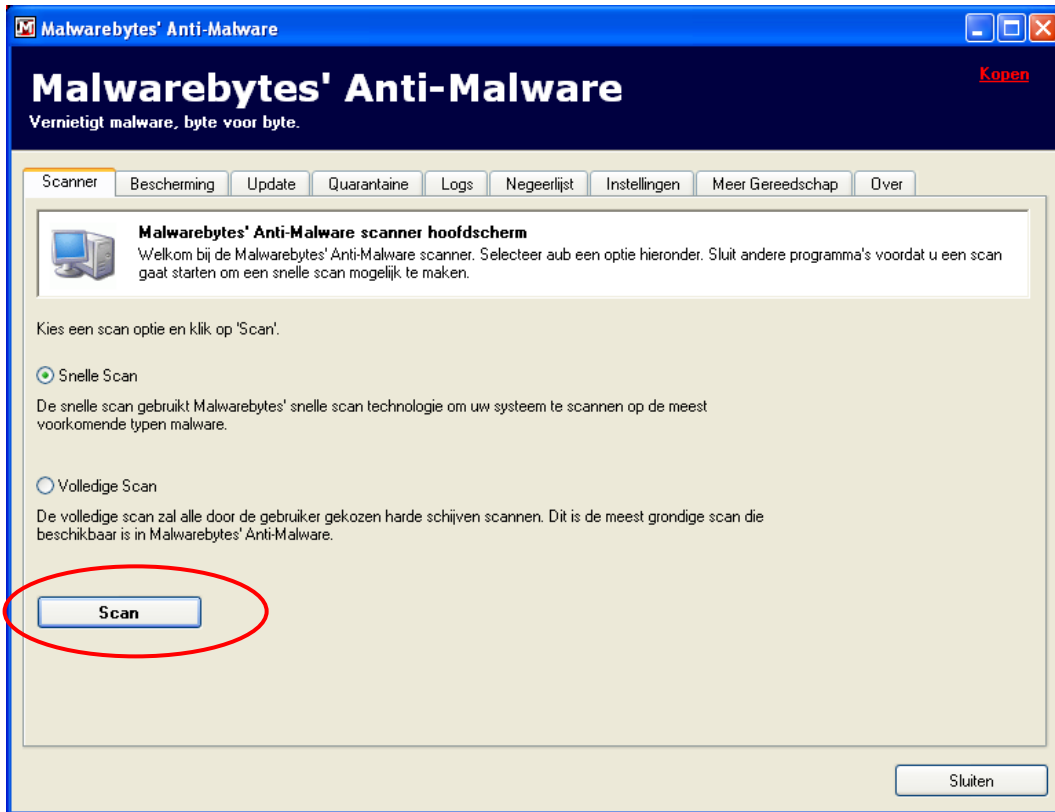 Malwarebytes' Anti-Malware
Malwarebytes' Anti-Malware
Kopen
Vernietigt malware, byte voor byte.
Scanner Bescherming Update Quarantaine Logs Negeerlijst Instellingen Meer Gereedschap Over
Malwarebytes' Anti-Malware scanner hoofdscherm
Welkom bij de Malwarebytes' Anti-Malware scanner. Selecteer aub een optie hieronder. Sluit andere programma's voordat u een scan
gaat starten om een snelle scan mogelijk te maken.
Kies een scan optie en klik op 'Scan'.
Snelle Scan
De snelle scan gebruikt Malwarebytes' snelle scan technologie om uw systeem te scannen op de meest
voorkomende typen malware.
Volledige Scan
De volledige scan zal alle door de gebruiker gekozen harde schijven scannen. Dit is de meest grondige scan die
beschikbaar is in Malwarebytes' Anti-Malware.
Scan
Sluiten